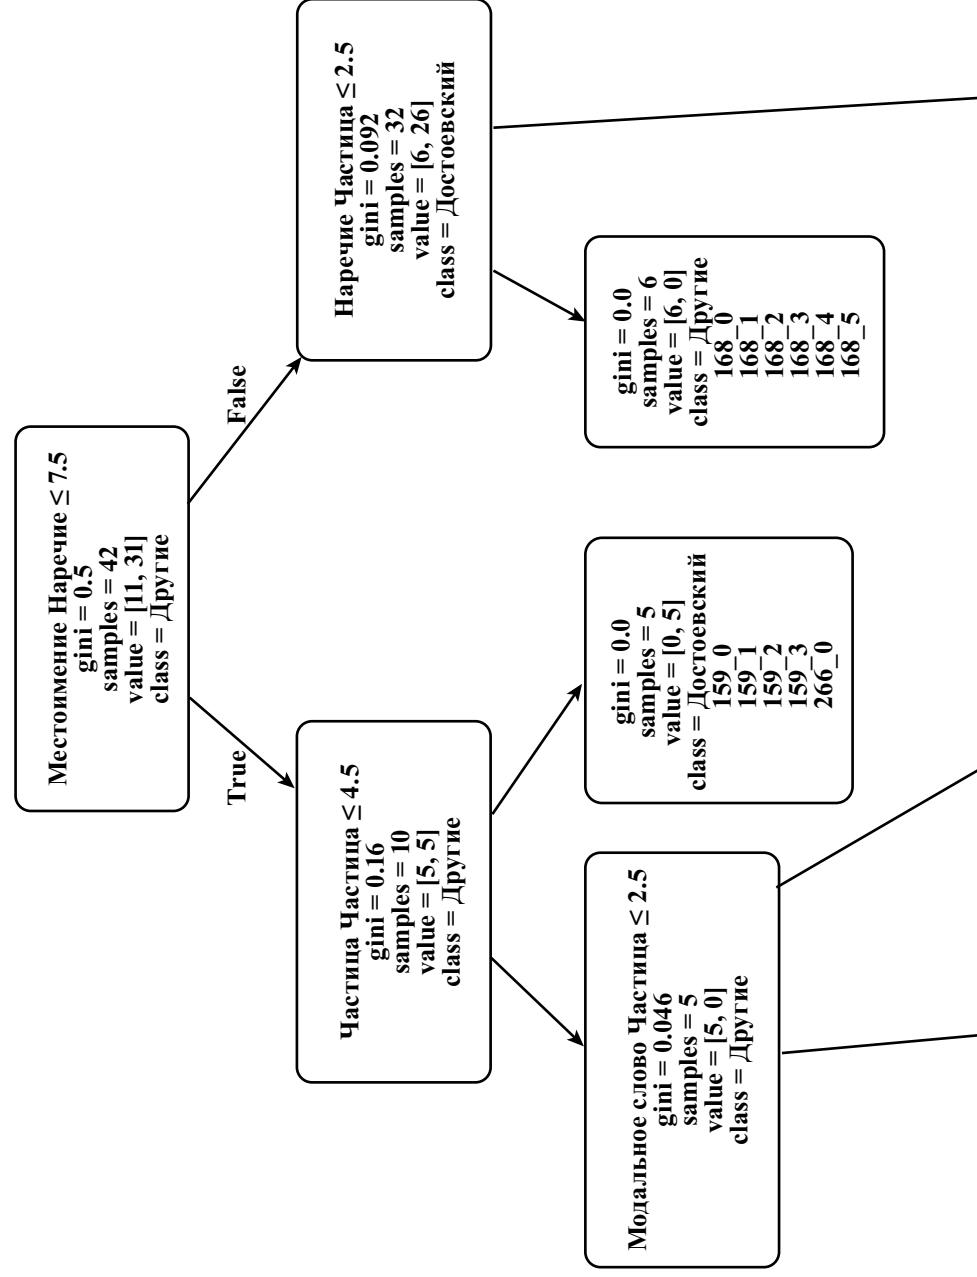 Местоимение Наречие ≤ 7.5
gini = 0.5
samples = 42
value = [11, 31]
class = Другие
True
False
Частица Частица ≤ 4.5
gini = 0.16
samples = 10
value = [5, 5]
class = Другие
Наречие Частица ≤ 2.5
gini = 0.092
samples = 32
value = [6, 26]
class = Достоевский
Модальное слово Частица ≤ 2.5
gini = 0.046
samples = 5
value = [5, 0]
class = Другие
gini = 0.0
samples = 5
value = [0, 5]
class = Достоевский
159_0
159_1
159_2
159_3
266_0
gini = 0.0
samples = 6
value = [6, 0]
class = Другие
168_0
168_1
168_2
168_3
168_4
168_5